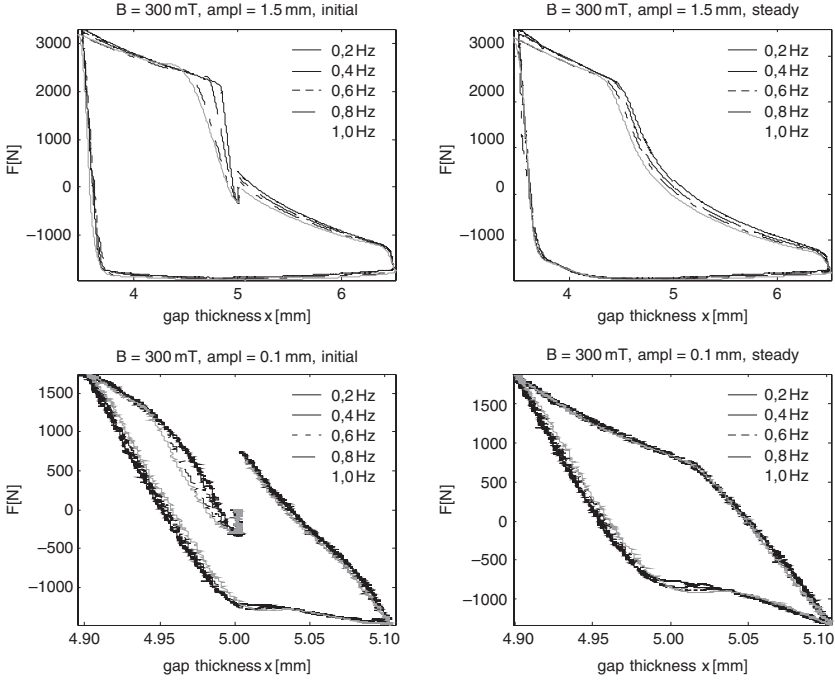 B = 300 mT, ampl = 1.5 mm, initial
3000
2000
1000
0
−1000
F[N]
0,2 Hz
0,4 Hz
0,6 Hz
0,8 Hz
1,0 Hz
4
5
6
gap thickness x [mm]
B = 300 mT, ampl = 1.5 mm, steady
3000
2000
1000
0
−1000
F[N]
0,2 Hz
0,4 Hz
0,6 Hz
0,8 Hz
1,0 Hz
4
5
6
gap thickness x [mm]
B = 300 mT, ampl = 0.1 mm, initial
1500
1000
500
0
−500
−1000
F[N]
0,2 Hz
0,4 Hz
0,6 Hz
0,8 Hz
1,0 Hz
4.90
4.95
5.00
5.05
5.10
gap thickness x [mm]
B = 300 mT, ampl = 0.1 mm, steady
1500
1000
500
0
−500
−1000
F[N]
0,2 Hz
0,4 Hz
0,6 Hz
0,8 Hz
1,0 Hz
4.90
4.95
5.00
5.05
5.10
gap thickness x [mm]